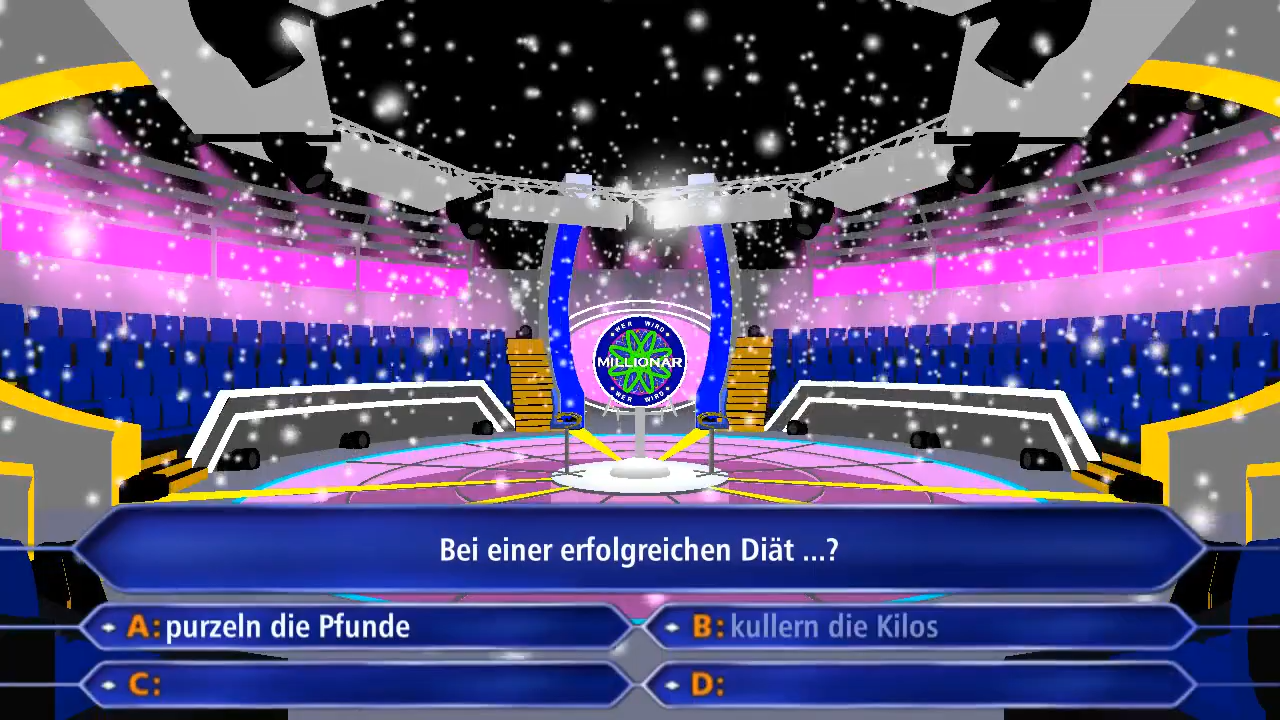 WER WIRD
MILLIONÄR
WER WIRD
Bei einer erfolgreichen Diät ...?
A: purzeln die Pfunde
B: kullern die Kilos
C:
D: